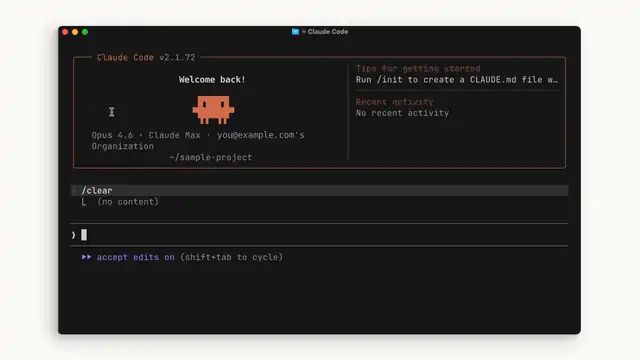 Claude Code
Claude Code v2.1.72
Welcome back!
Opus 4.6 · Claude Max · you@example.com's
Organization
~/sample-project
Tips for getting started
Run /init to create a CLAUDE.md file w…
Recent activity
No recent activity
❯ /clear
(no content)
❯
accept edits on (shift+tab to cycle)